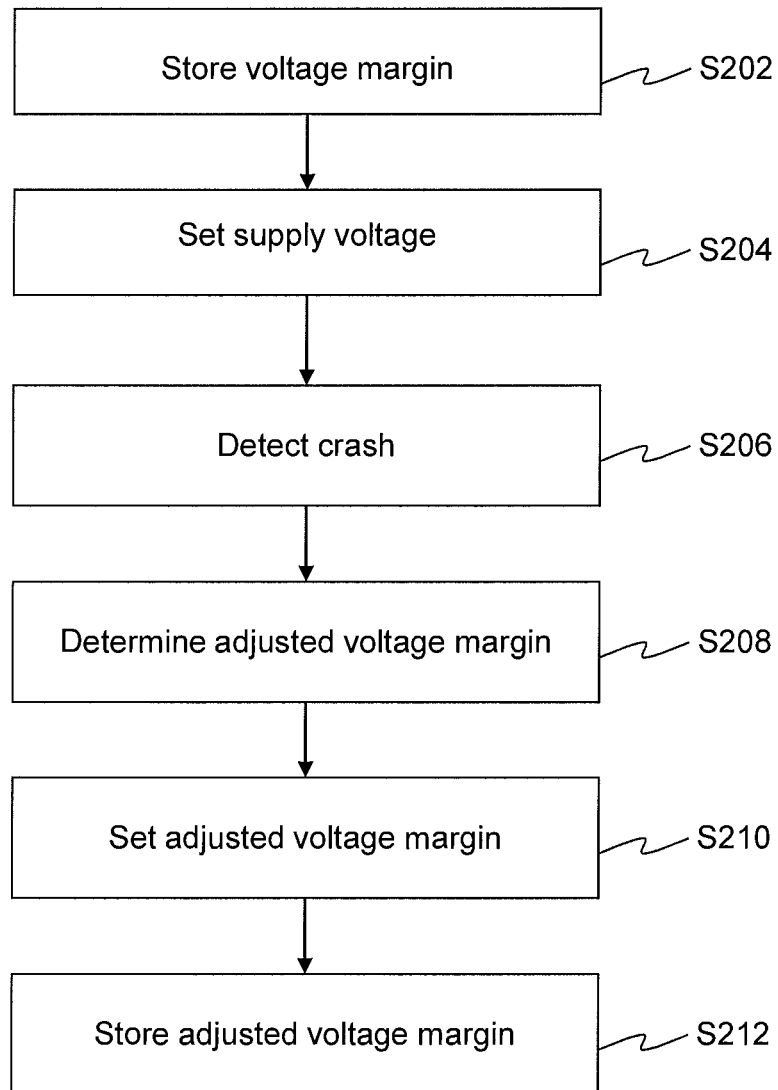 Store voltage margin
S202
Set supply voltage
S204
Detect crash
S206
Determine adjusted voltage margin
S208
Set adjusted voltage margin
S210
Store adjusted voltage margin
S212